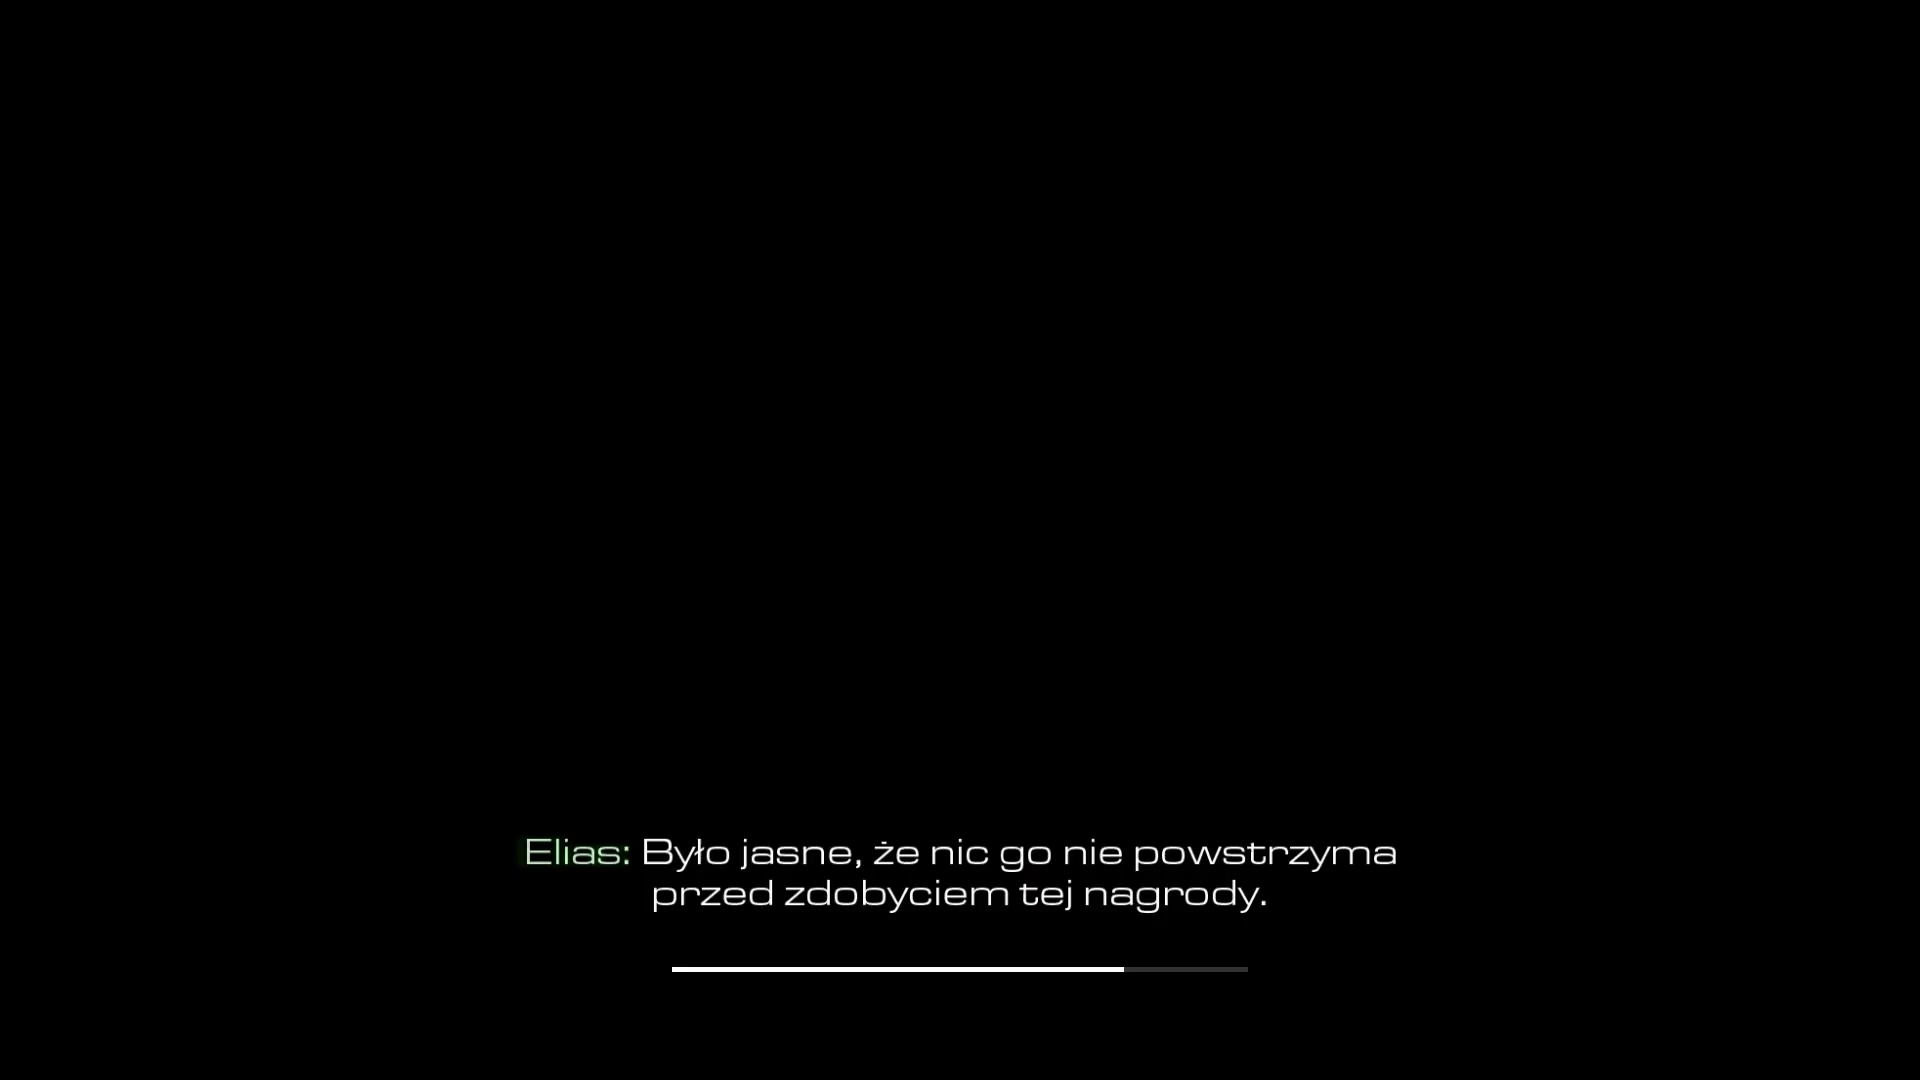 Elias: Było jasne, że nic go nie powstrzyma
przed zdobyciem tej nagrody.